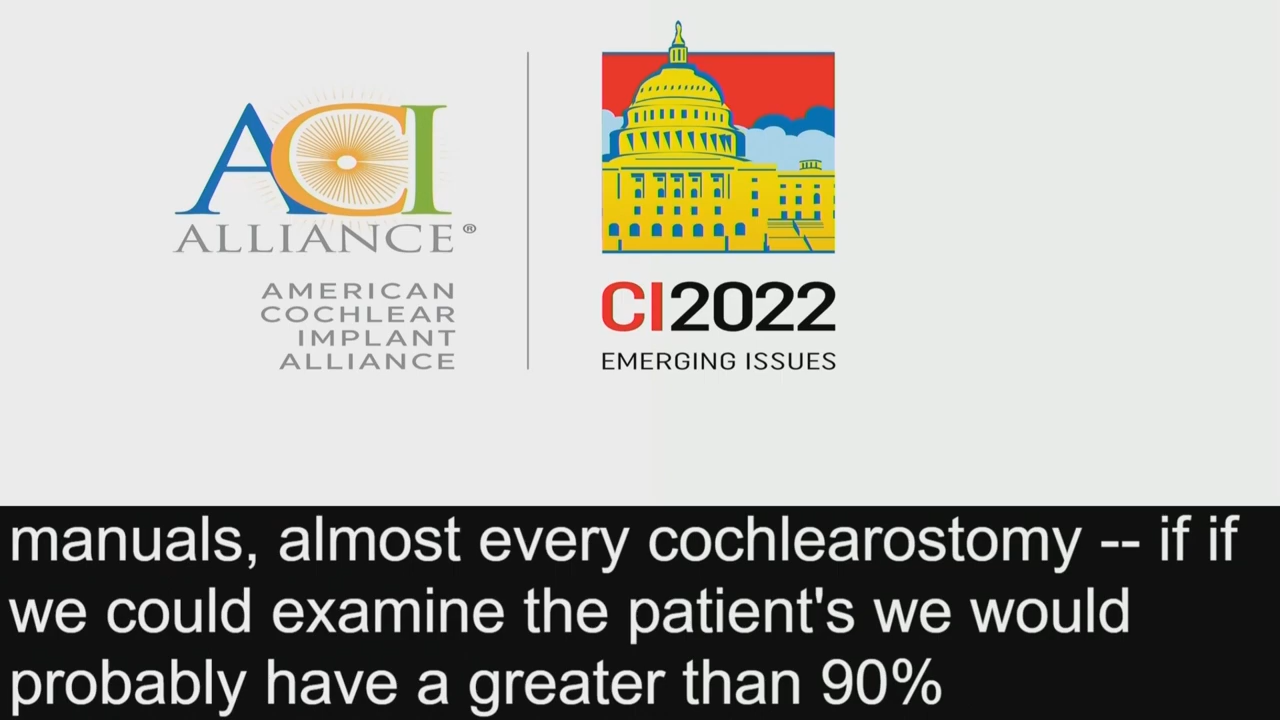 ACI
ALLIANCE®
AMERICAN
COCHLEAR
IMPLANT
ALLIANCE
CI2022
EMERGING ISSUES
manuals, almost every cochlearostomy -- if if
we could examine the patient's we would
probably have a greater than 90%